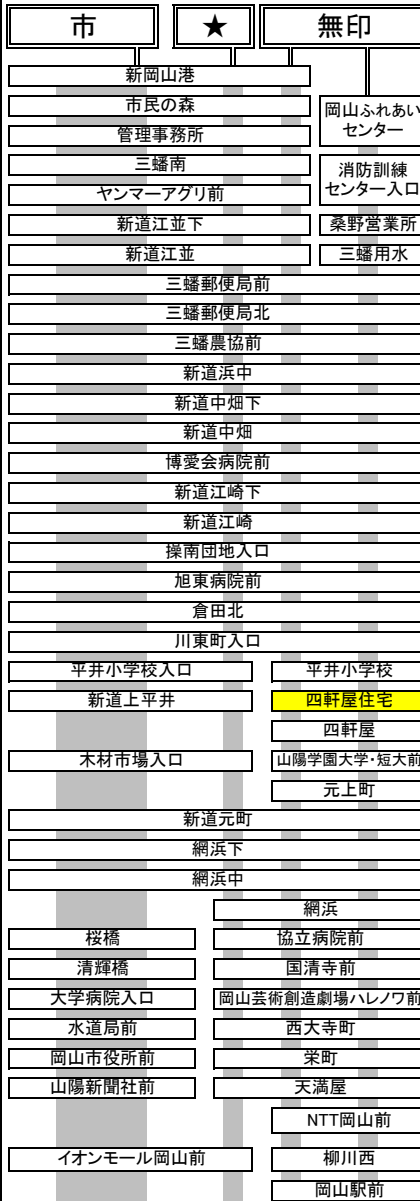 市 ★ 無印
新岡山港
市民の森
岡山ふれあい
センター
管理事務所
三蟠南
消防訓練
センター入口
ヤンマーアグリ前
新道江並下 桑野営業所
新道江並 三蟠用水
三蟠郵便局前
三蟠郵便局北
三蟠農協前
新道浜中
新道中畑下
新道中畑
博愛会病院前
新道江崎下
新道江崎
操南団地入口
旭東病院前
倉田北
川東町入口
平井小学校入口 平井小学校
新道上平井 四軒屋住宅
四軒屋
木材市場入口 山陽学園大学・短大前
元上町
新道元町
網浜下
網浜中
網浜
桜橋 協立病院前
清輝橋 国清寺前
大学病院入口 岡山芸術創造劇場ハレノワ前
水道局前 西大寺町
岡山市役所前 栄町
山陽新聞社前 天満屋
NTT岡山前
イオンモール岡山前 柳川西
岡山駅前